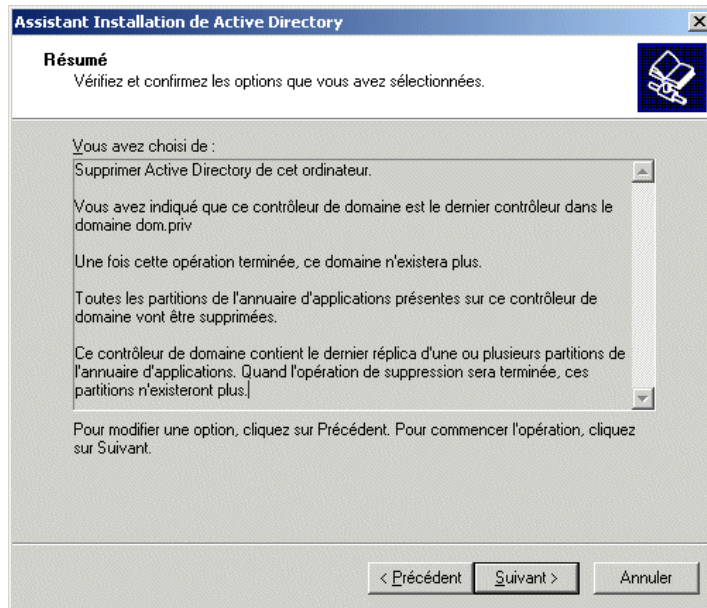 Assistant Installation de Active Directory
Résumé
Vérifiez et confirmez les options que vous avez sélectionnées.
Vous avez choisi de :
Supprimer Active Directory de cet ordinateur.
Vous avez indiqué que ce contrôleur de domaine est le dernier contrôleur dans le
domaine dom.priv
Une fois cette opération terminée, ce domaine n'existera plus.
Toutes les partitions de l'annuaire d'applications présentes sur ce contrôleur de
domaine vont être supprimées.
Ce contrôleur de domaine contient le dernier réplica d'une ou plusieurs partitions de
l'annuaire d'applications. Quand l'opération de suppression sera terminée, ces
partitions n'existeront plus.
Pour modifier une option, cliquez sur Précédent. Pour commencer l'opération, cliquez
sur Suivant.
< Précédent Suivant > Annuler